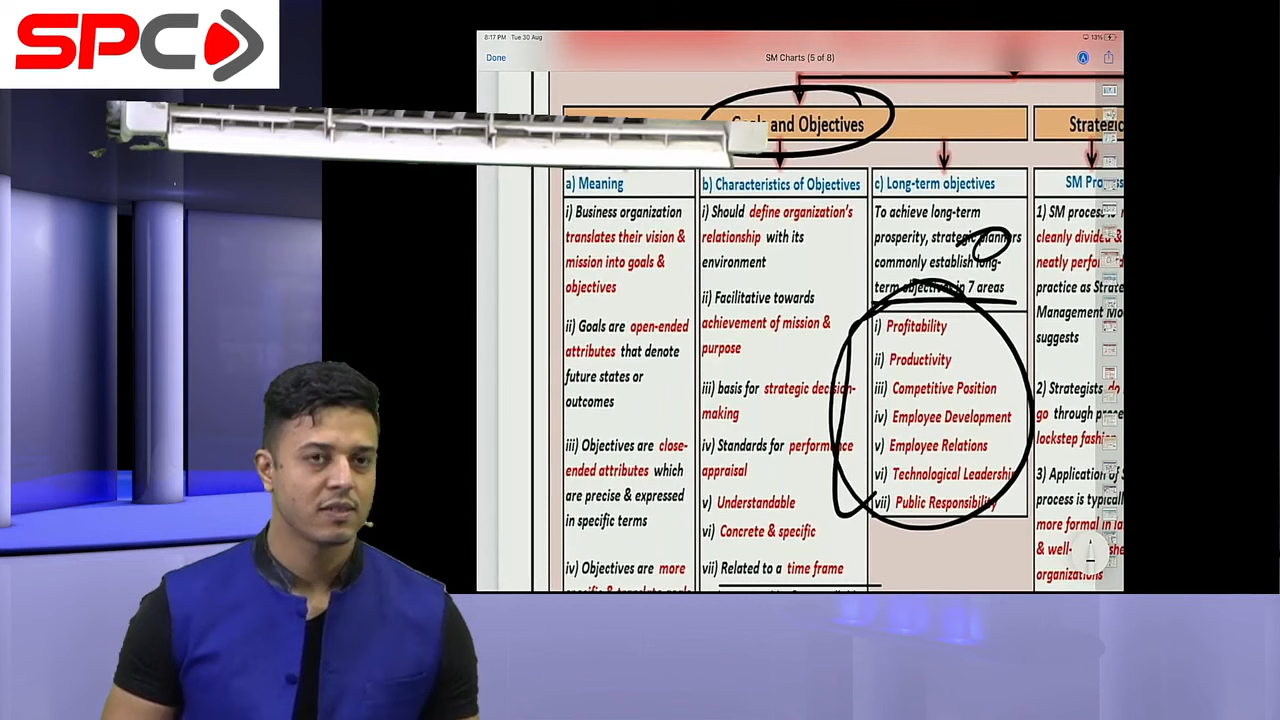 SPC
8:17 PM Tue 30 Aug
13%
Done
SM Charts (5 of 8)
and Objectives
Strategic
a) Meaning
i) Business organization
translates their vision &
mission into goals &
objectives
ii) Goals are open-ended
attributes that denote
future states or
outcomes
iii) Objectives are close-
ended attributes which
are precise & expressed
in specific terms
iv) Objectives are more
b) Characteristics of Objectives
i) Should define organization's
relationship with its
environment
ii) Facilitative towards
achievement of mission &
purpose
iii) basis for strategic decision-
making
iv) Standards for performance
appraisal
v) Understandable
vi) Concrete & specific
vii) Related to a time frame
c) Long-term objectives
To achieve long-term
prosperity, strategic planners
commonly establish long-
term objectives in 7 areas
i) Profitability
ii) Productivity
iii) Competitive Position
iv) Employee Development
v) Employee Relations
vi) Technological Leadership
vii) Public Responsibility
SM Process
1) SM process is
cleanly divided &
neatly
practice as
Management
suggests
2) Strategists do
go through
lockstep
3) Application of
process is
more formal in
& well-
organizations